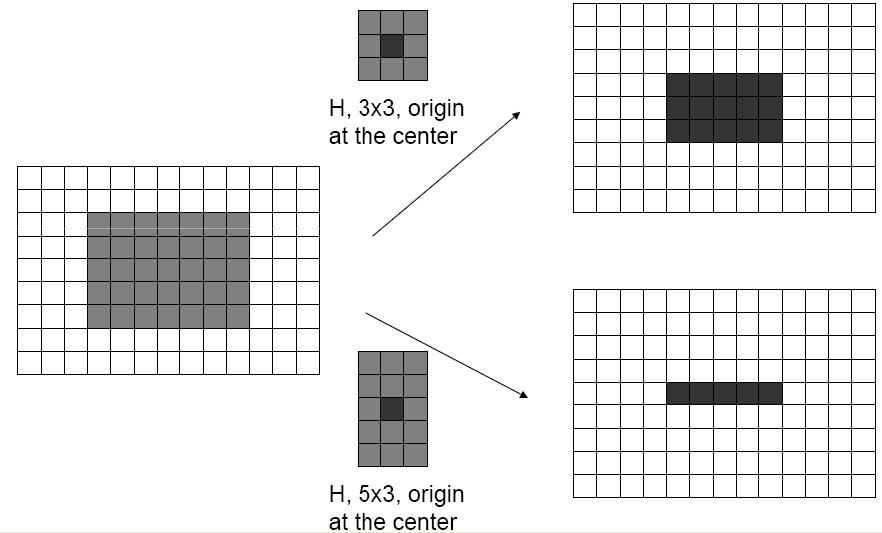 H, 3x3, origin
at the center
H, 5x3, origin
at the center